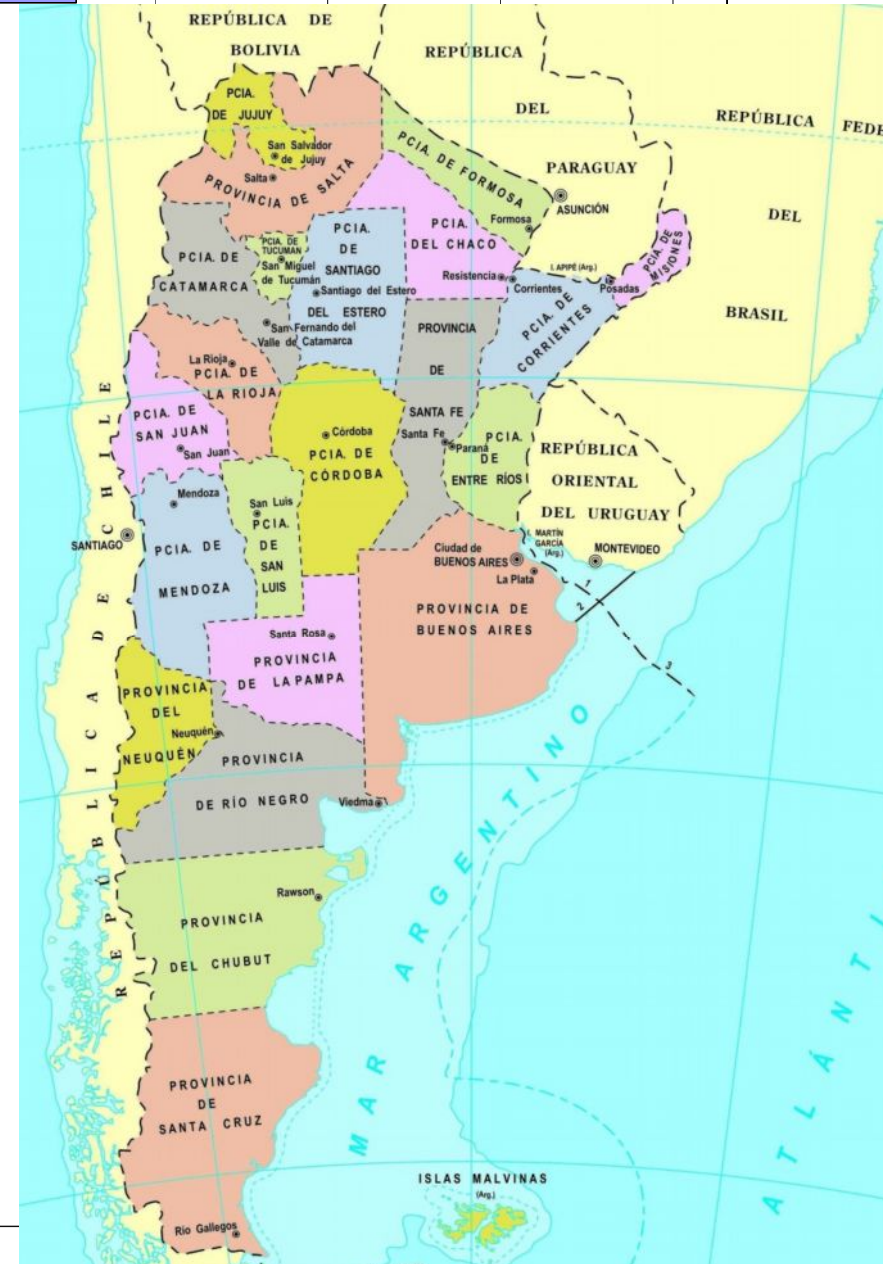 REPÚBLICA DE
BOLIVIA
REPÚBLICA
DEL
PARAGUAY
ASUNCIÓN
REPÚBLICA FEDE
DEL
BRASIL
PCIA.
DE JUJUY
San Salvador
de Jujuy
Salta
PROVINCIA DE SALTA
PCIA. DE FORMOSA
Formosa
PCIA.
DEL CHACO
Resistencia
I. APIPÉ (Arg.)
PCIA. DE
MISIONES
Posadas
Corrientes
PCIA. DE
CORRIENTES
PCIA. DE
TUCUMÁN
San Miguel
de Tucumán
PCIA.
DE
SANTIAGO
Santiago del Estero
DEL ESTERO
PCIA. DE
CATAMARCA
San Fernando del
Valle de Catamarca
La Rioja
PCIA. DE
LA RIOJA
PROVINCIA
DE
SANTA FE
Santa Fe
PCIA. DE
SAN JUAN
San Juan
Córdoba
PCIA. DE
CÓRDOBA
Paraná
PCIA.
DE
ENTRE RÍOS
REPÚBLICA
ORIENTAL
DEL URUGUAY
MONTEVIDEO
I. MARTÍN
GARCÍA
(Arg.)
Mendoza
PCIA. DE
MENDOZA
San Luis
PCIA.
DE
SAN
LUIS
SANTIAGO
REPÚBLICA DE CHILE
Ciudad de
BUENOS AIRES
La Plata
PROVINCIA DE
BUENOS AIRES
1
2
3
Santa Rosa
PROVINCIA
DE LA PAMPA
PROVINCIA
DEL
NEUQUÉN
Neuquén
PROVINCIA
DE RÍO NEGRO
Viedma
Rawson
PROVINCIA
DEL CHUBUT
PROVINCIA
DE
SANTA CRUZ
Río Gallegos
MAR ARGENTINO
ATLÁNTI
ISLAS MALVINAS
(Arg.)